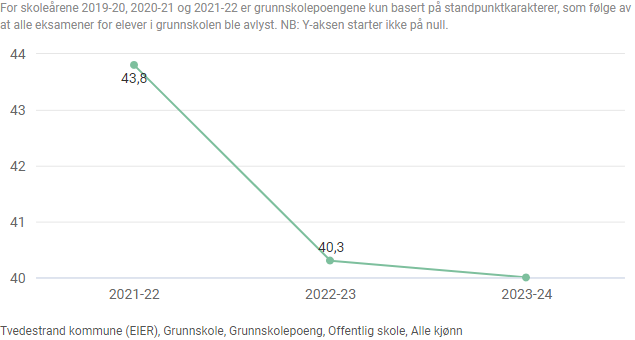 For skoleårene 2019-20, 2020-21 og 2021-22 er grunnskolepoengene kun basert på standpunktkarakterer, som følge av
at alle eksamener for elever i grunnskolen ble avlyst. NB: Y-aksen starter ikke på null.
44
43,8
43
42
41
40,3
40
2021-22 2022-23 2023-24
Tvedestrand kommune (EIER), Grunnskole, Grunnskolepoeng, Offentlig skole, Alle kjønn